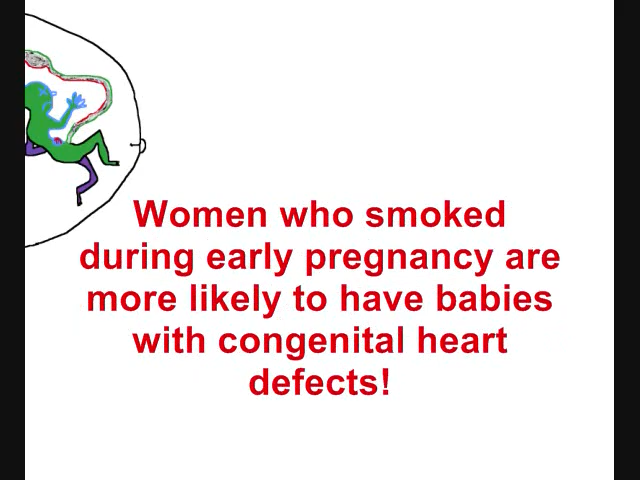 Women who smoked
during early pregnancy are
more likely to have babies
with congenital heart
defects!